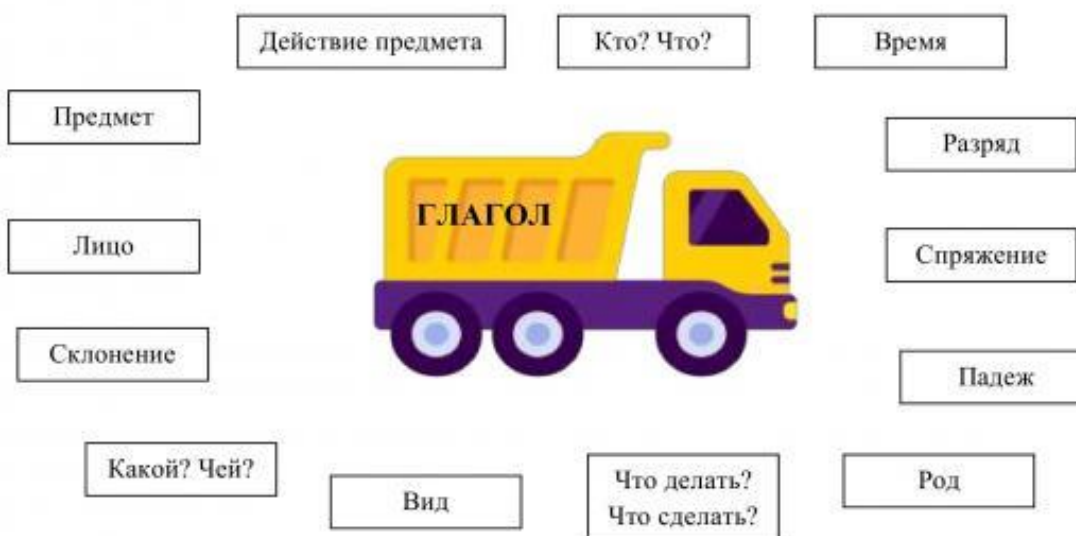 Действие предмета
Кто? Что?
Время
Предмет
Разряд
ГЛАГОЛ
Лицо
Спряжение
Склонение
Падеж
Какой? Чей?
Вид
Что делать?
Что сделать?
Род